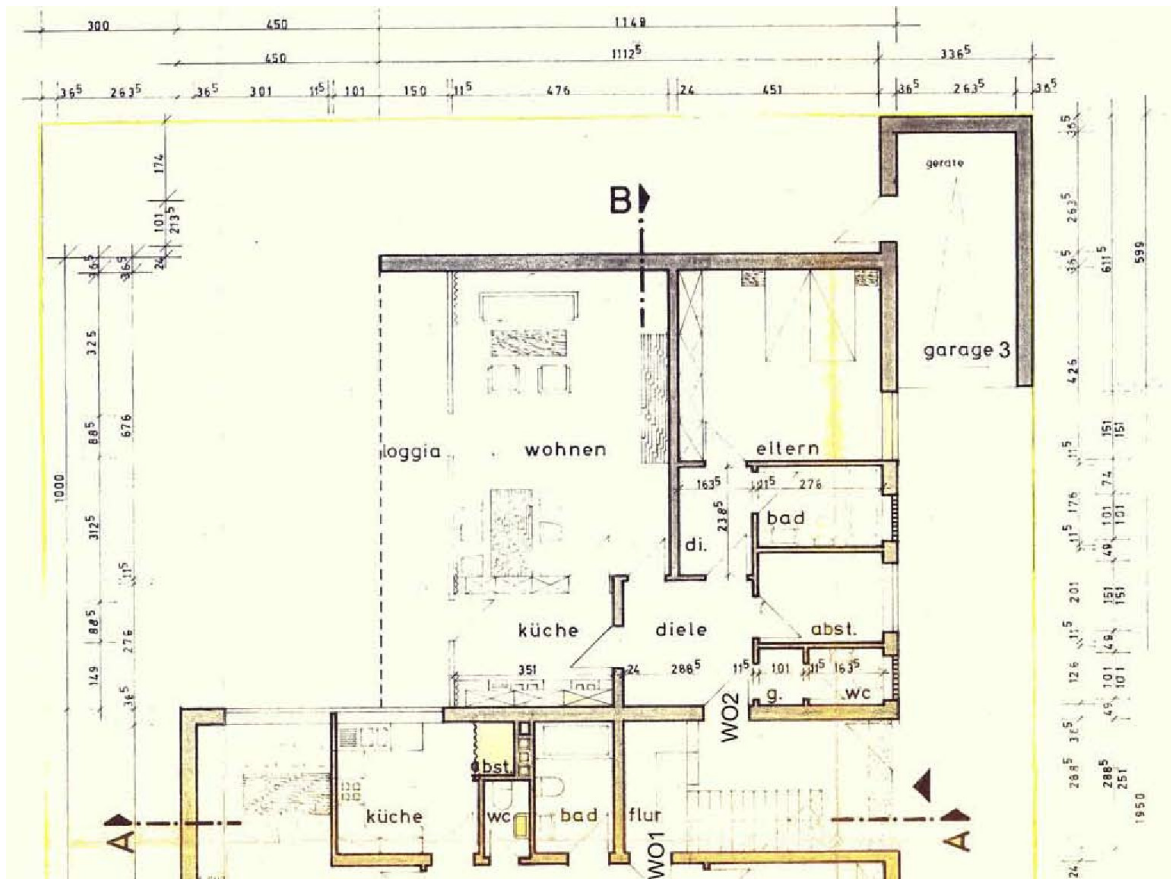 300 450 1148
450 1112⁵ 336⁵
36⁵ 263⁵ 36⁵ 301 11⁵ 101 150 11⁵ 476 24 451 36⁵ 263⁵ 36⁵
174
101
213⁵
24
36⁵ 36⁵
325
88⁵
676
1000
312⁵
11⁵
88⁵
276
149
36⁵
B
geräte
garage 3
loggia wohnen eltern
163⁵ 11⁵ 276
238⁵
bad
di.
küche diele abst.
351 24 288⁵ 11⁵ 101 11⁵ 163⁵
g. wc
WO2
abst.
küche wc bad flur
WO1
A A
36⁵
263⁵
36⁵
611⁵
599
426
151 151
11⁵
74
176
101 101
11⁵
49
201
151 151
11⁵
49
126
101 101
49
36⁵
288⁵
288⁵
251
1950
24